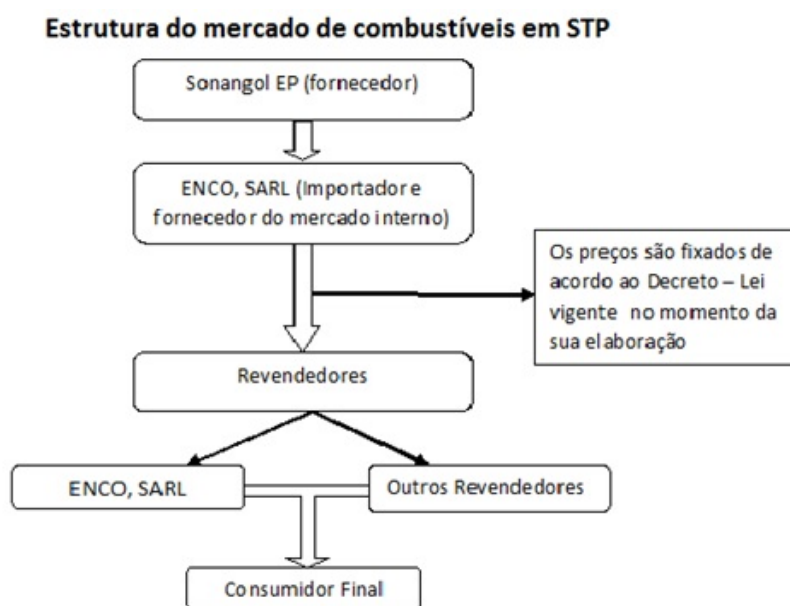 Estrutura do mercado de combustíveis em STP
Sonangol EP (fornecedor)
ENCO, SARL (Importador e
fornecedor do mercado interno)
Os preços são fixados de
acordo ao Decreto – Lei
vigente no momento da
sua elaboração
Revendedores
ENCO, SARL
Outros Revendedores
Consumidor Final